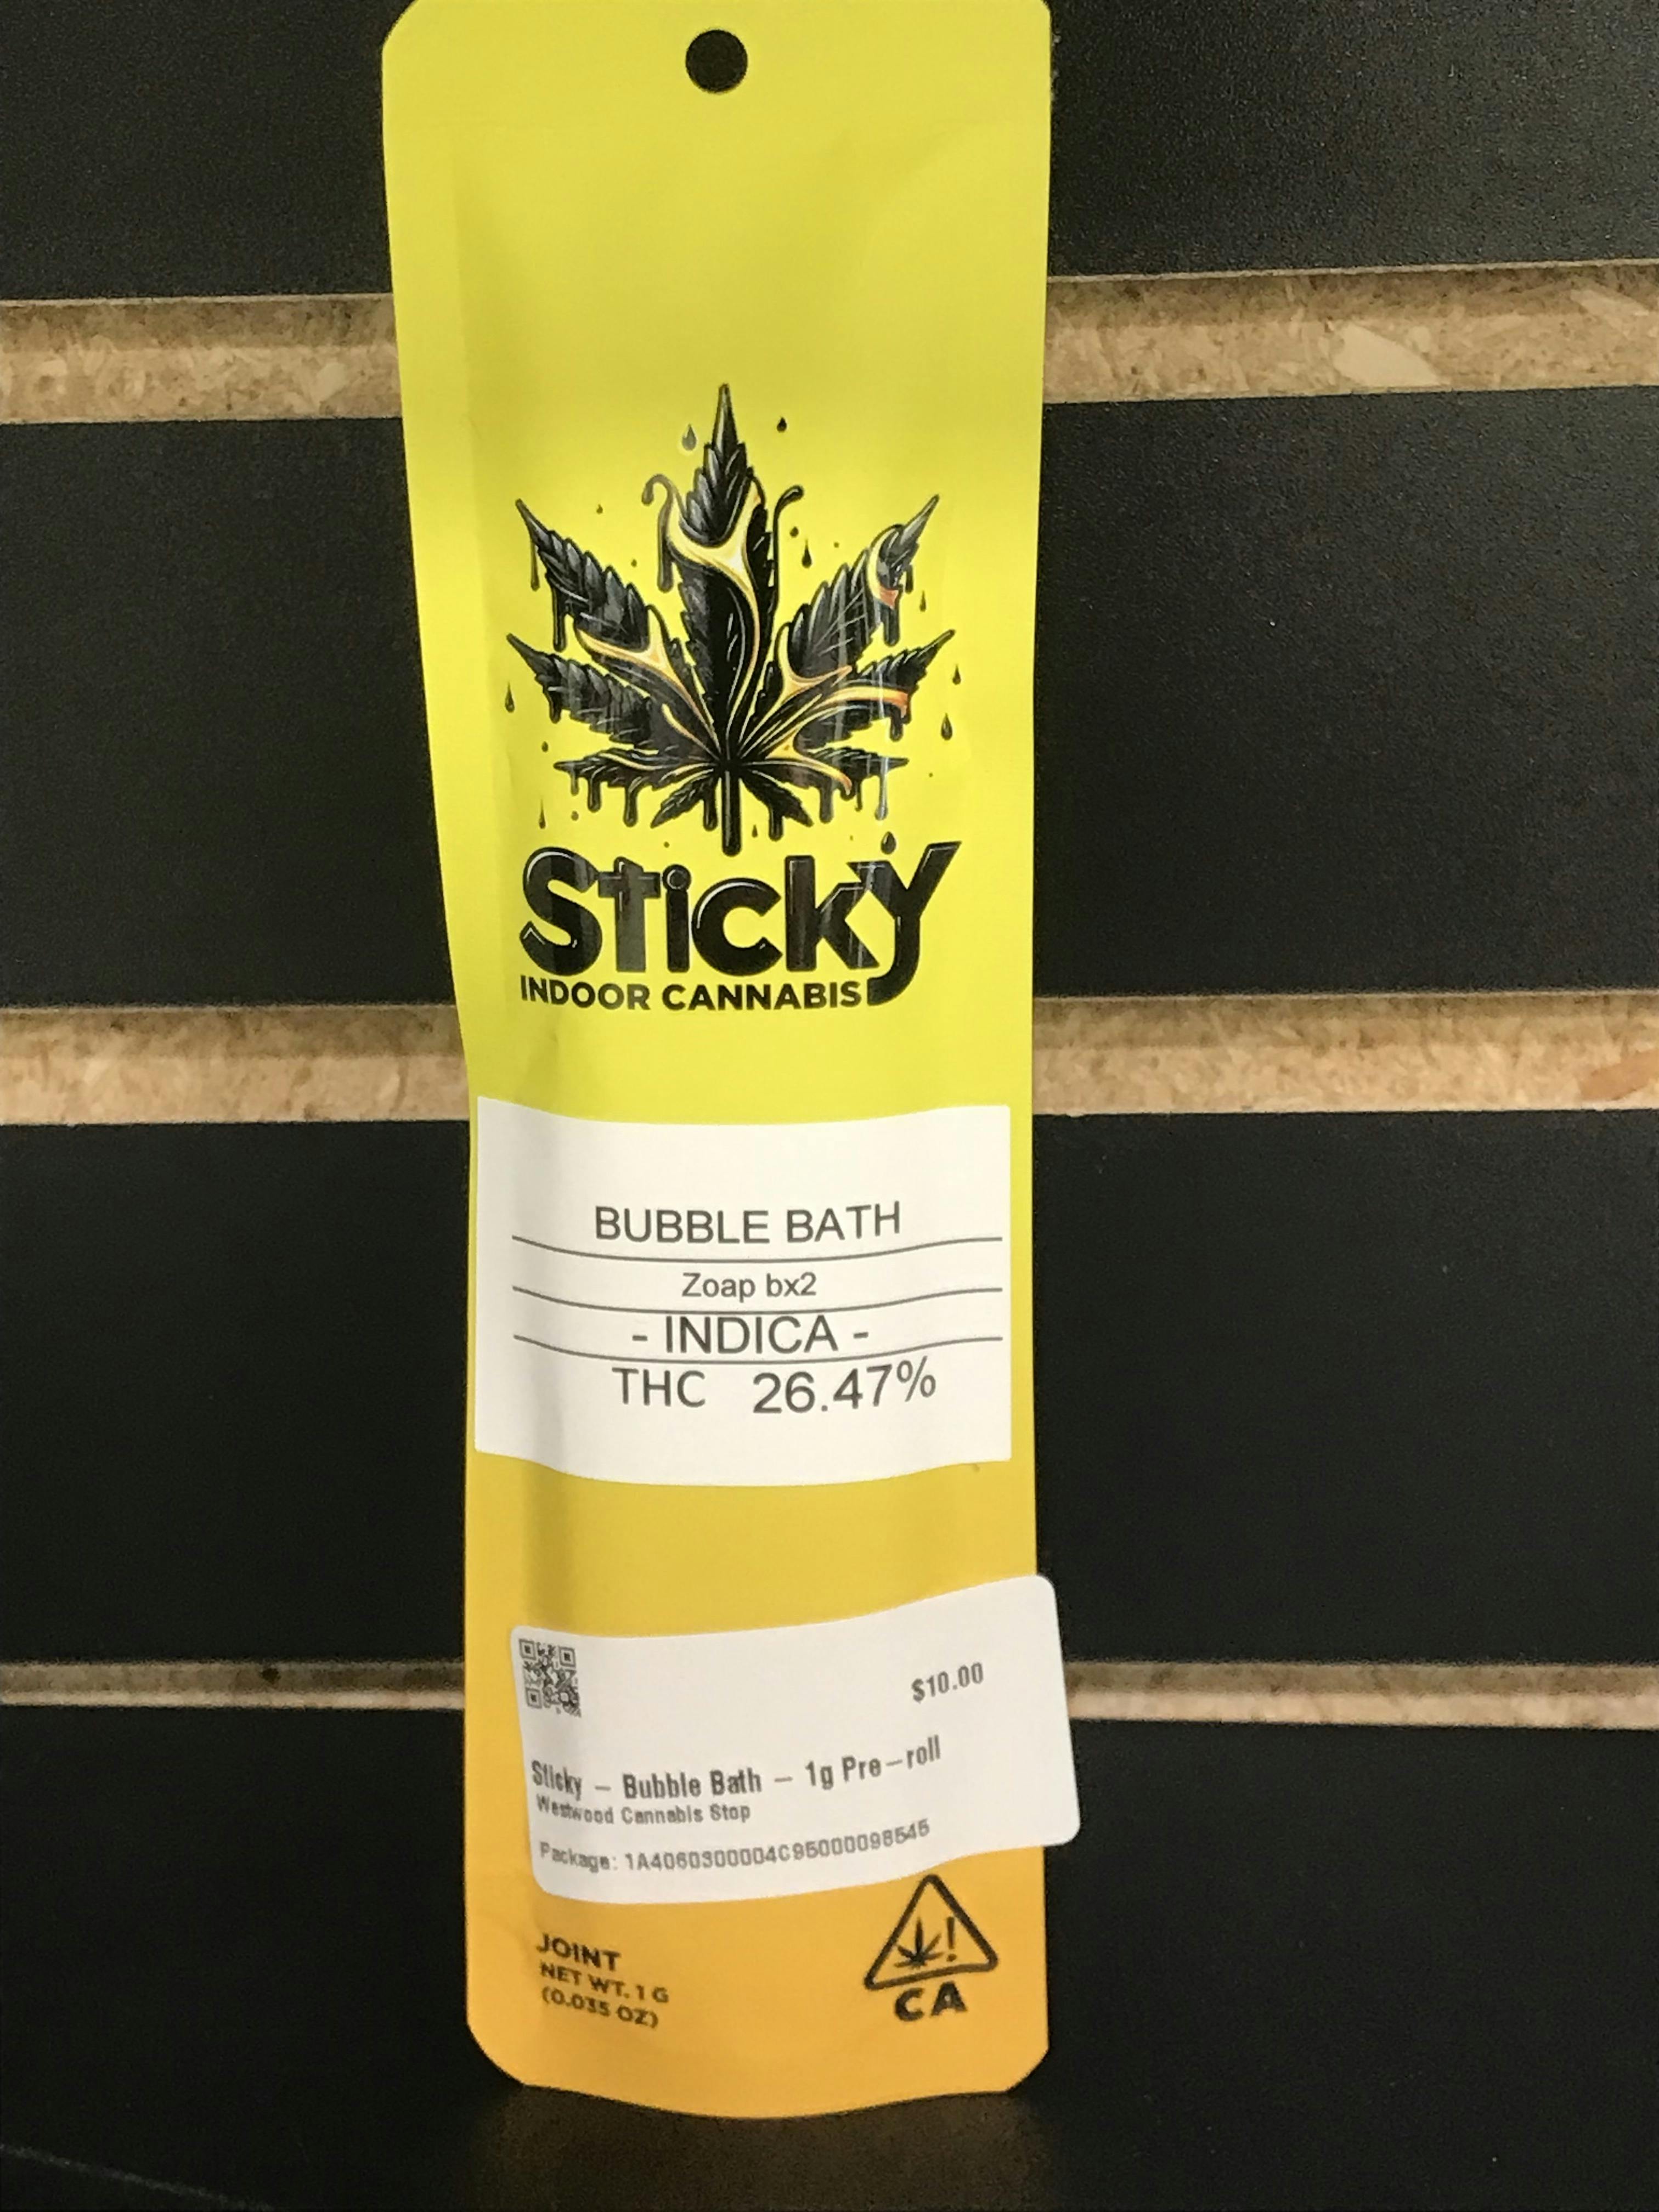 Sticky
INDOOR CANNABIS
BUBBLE BATH
Zoap bx2
- INDICA -
THC 26.47%
$10.00
Sticky – Bubble Bath – 1g Pre–roll
Westwood Cannabis Stop
Package: 1A4060300004C95000098545
JOINT
NET WT. 1 G
(0.035 OZ)
!
CA